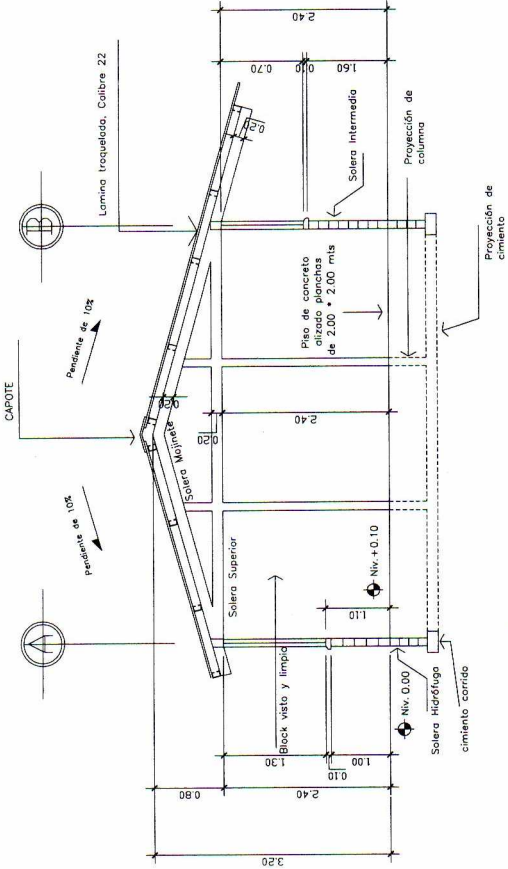 A
B
CAPOTE
Pendiente de 10%
Pendiente de 10%
Lamina troquelada, Calibre 22
0.20
0.20
0.20
Solera Mojinete
Solera Superior
Block visto y limpio
2.40
Piso de concreto
alizado planchas
de 2.00 * 2.00 mts
Niv.+0.10
1.10
Niv. 0.00
Solera Hidrófuga
cimiento corrido
Solera Intermedia
Proyección de
columna
Proyección de
cimiento
3.20
0.80
2.40
1.30
0.10
1.00
2.40
0.70
0.10
1.60